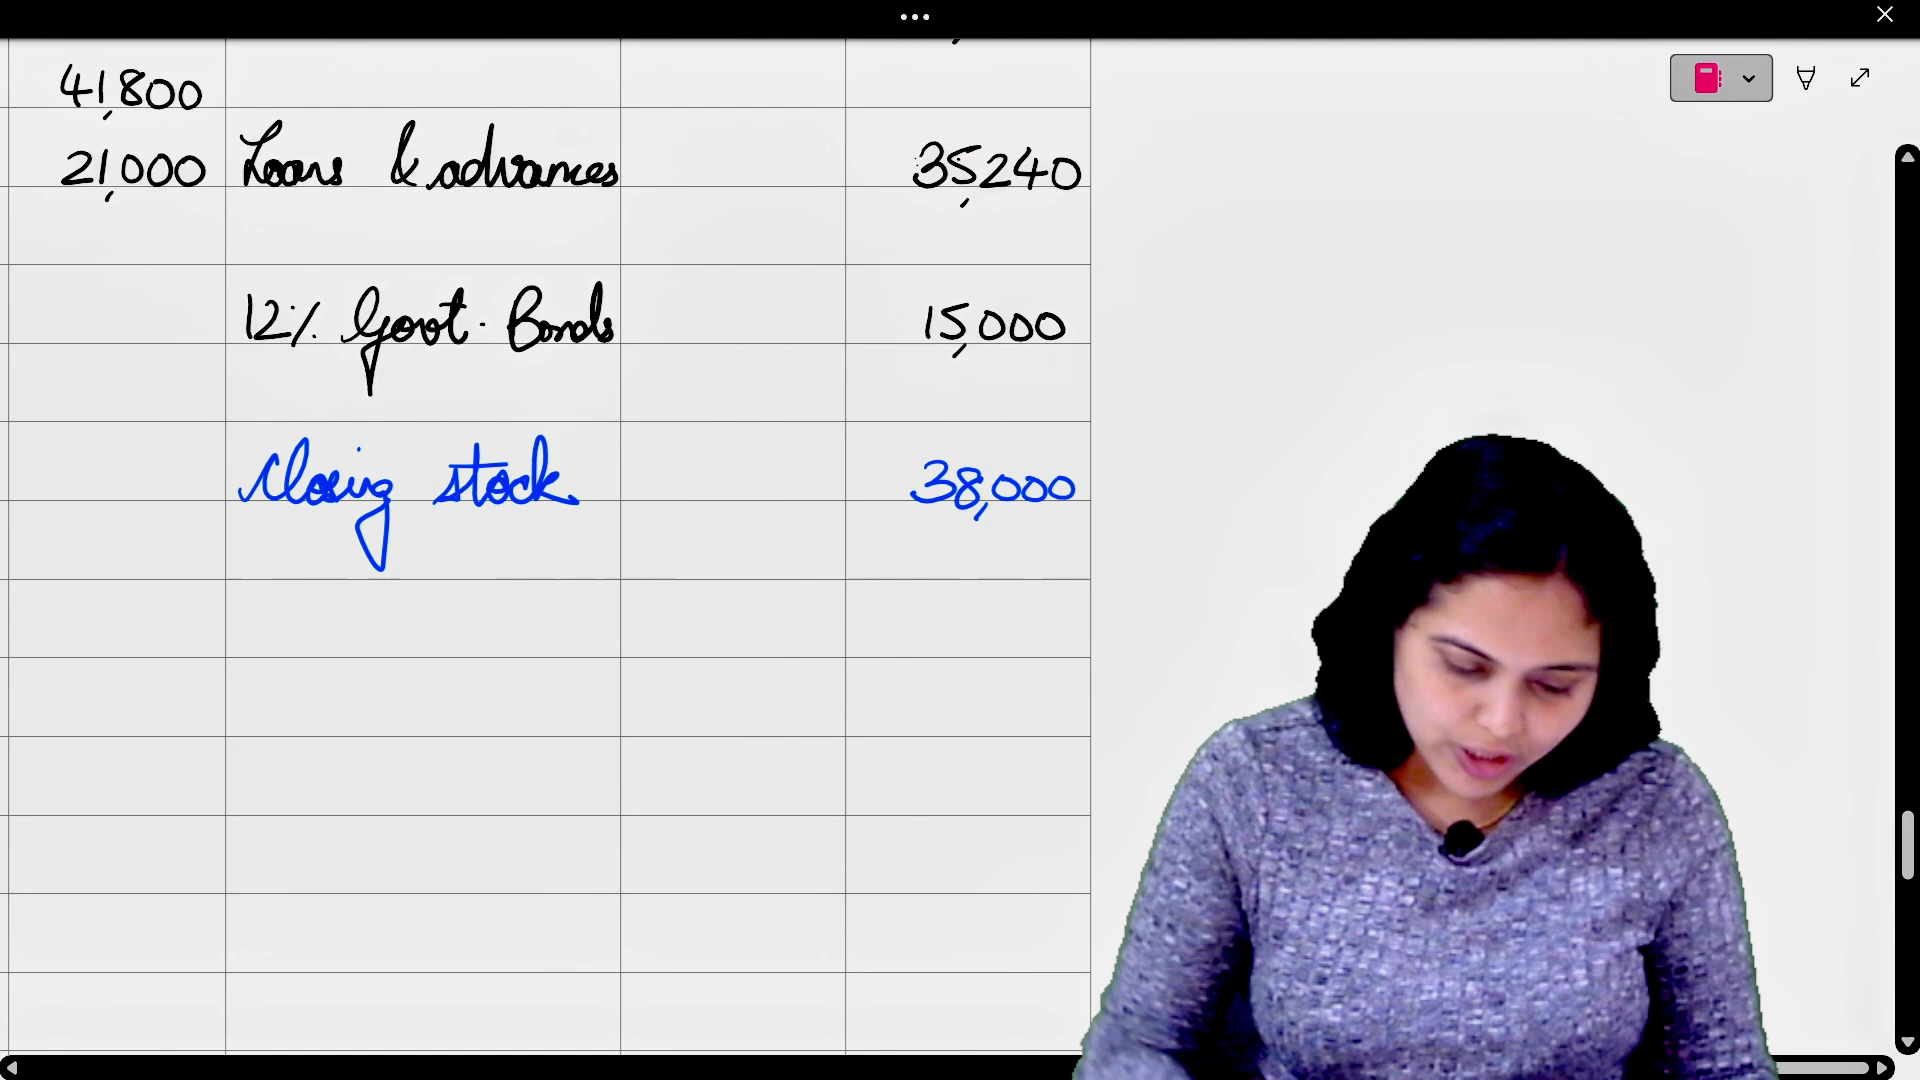 41,800
21,000 Loans & advances 35,240
12% Govt. Bonds 15,000
Closing stock 38,000